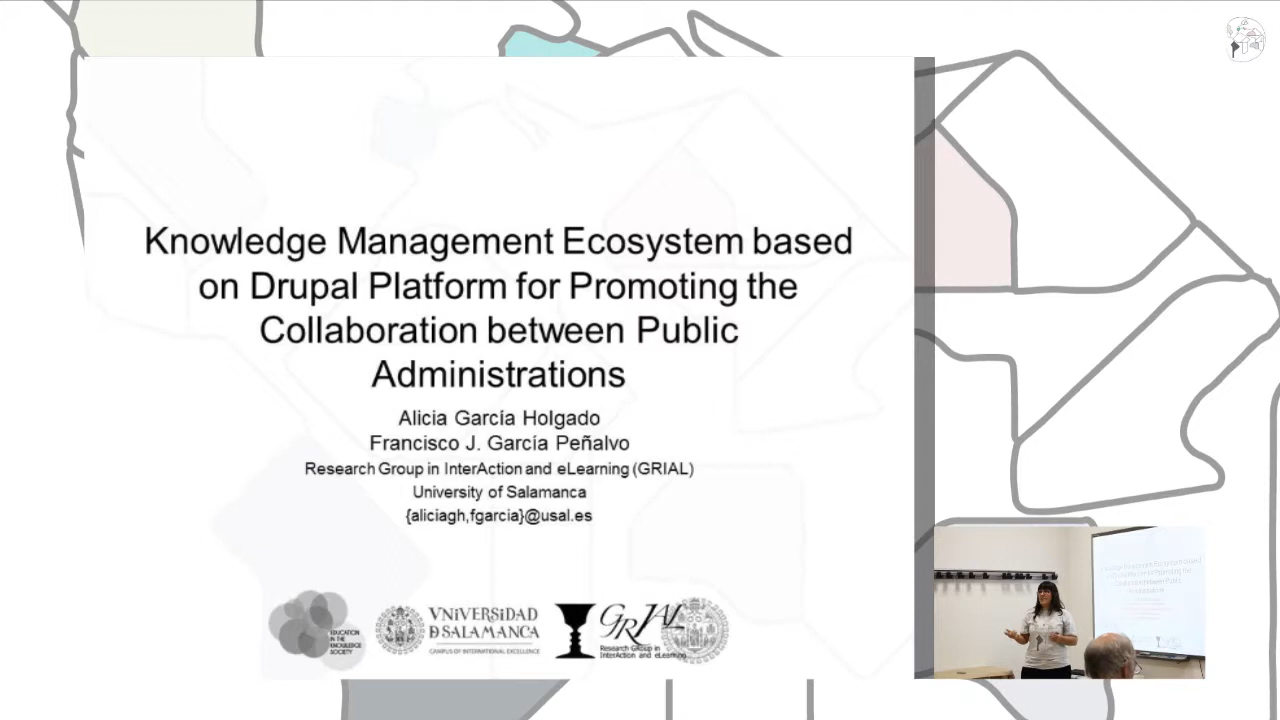 Knowledge Management Ecosystem based
on Drupal Platform for Promoting the
Collaboration between Public
Administrations
Alicia García Holgado
Francisco J. García Peñalvo
Research Group in InterAction and eLearning (GRIAL)
University of Salamanca
{aliciagh,fgarcia}@usal.es
EDUCATION
IN THE
KNOWLEDGE
SOCIETY
VNiVERSiDAD
D SALAMANCA
CAMPUS OF INTERNATIONAL EXCELLENCE
GRIAL
Research GRoup in
InterAction and eLearning